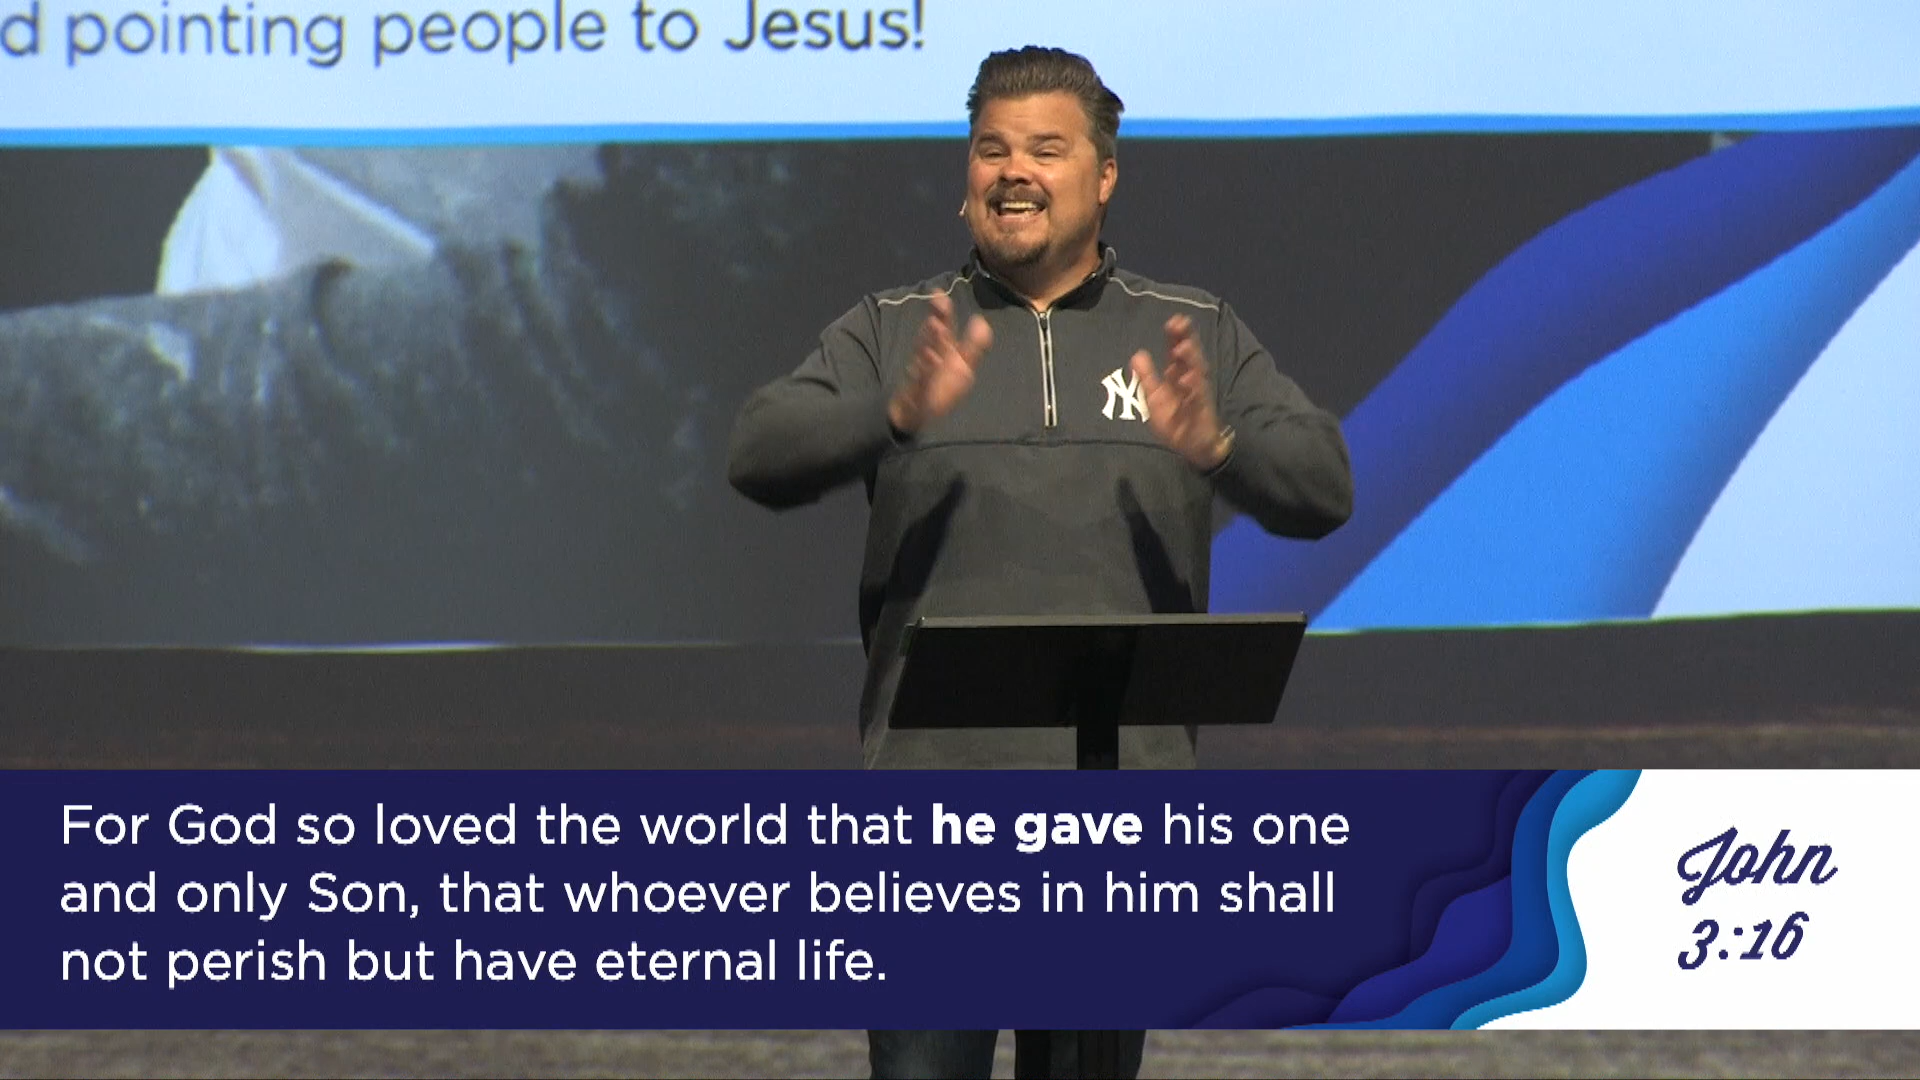 d pointing people to Jesus!
NY
For God so loved the world that he gave his one
and only Son, that whoever believes in him shall
not perish but have eternal life.
John
3:16